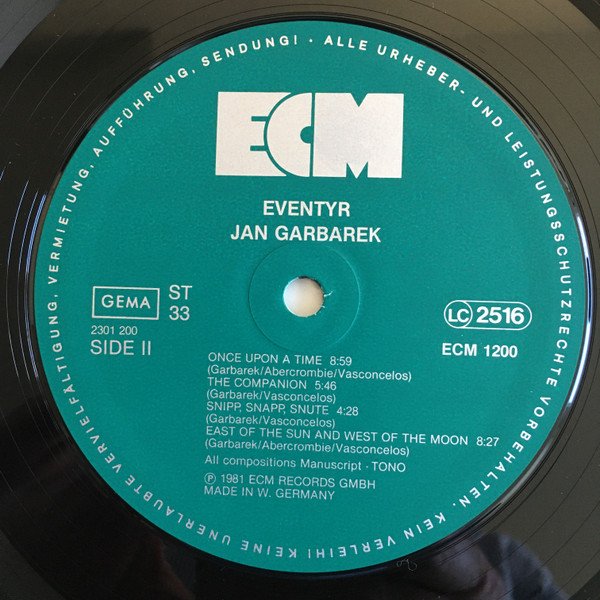 ALLE URHEBER- UND LEISTUNGSSCHUTZRECHTE VORBEHALTEN. KEIN VERLEIH! KEINE UNERLAUBTE VERVIELFÄLTIGUNG, VERMIETUNG, AUFFÜHRUNG, SENDUNG! ·
ECM
EVENTYR
JAN GARBAREK
GEMA
ST
33
2301 200
SIDE II
LC 2516
ECM 1200
ONCE UPON A TIME 8:59
(Garbarek/Abercrombie/Vasconcelos)
THE COMPANION 5:46
(Garbarek/Vasconcelos)
SNIPP, SNAPP, SNUTE 4:28
(Garbarek/Vasconcelos)
EAST OF THE SUN AND WEST OF THE MOON 8:27
(Garbarek/Abercrombie/Vasconcelos)
All compositions Manuscript · TONO
Ⓟ 1981 ECM RECORDS GMBH
MADE IN W. GERMANY